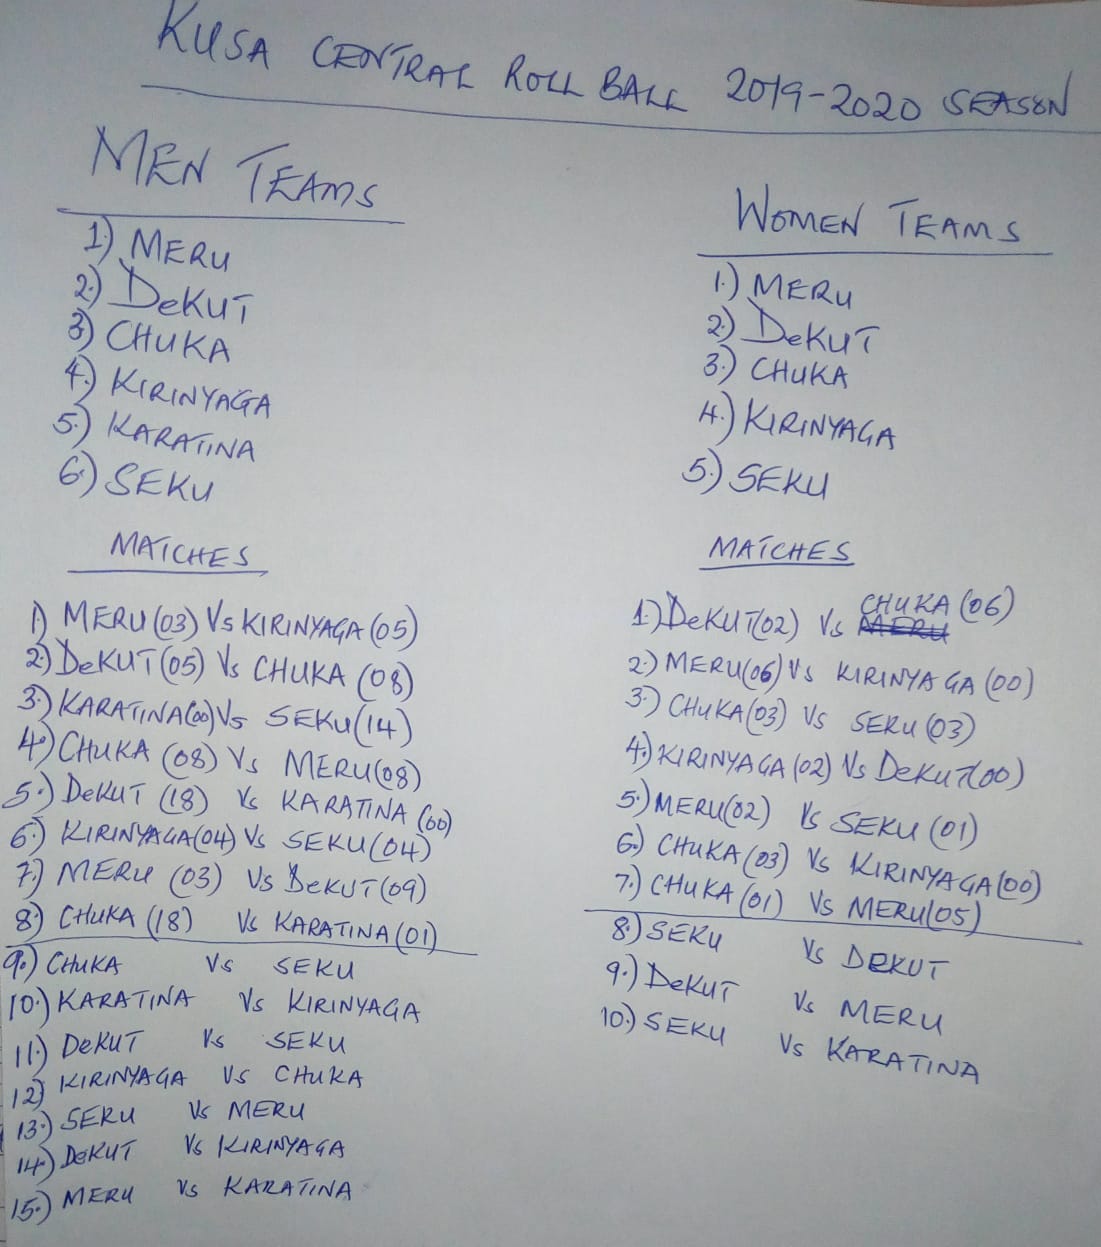 KUSA CENTRAL ROLL BALL 2019-2020 SEASON
MEN TEAMS
1) MERU
2) DeKUT
3) CHUKA
4.) KIRINYAGA
5.) KARATINA
6.) SEKU
MATCHES
1) MERU (03) Vs KIRINYAGA (05)
2) DeKUT (05) Vs CHUKA (08)
3.) KARATINA (00) Vs SEKU (14)
4.) CHUKA (08) Vs MERU (08)
5.) DeKUT (18) Vs KARATINA (00)
6.) KIRINYAGA (04) Vs SEKU (04)
7.) MERU (03) Vs DeKUT (09)
8.) CHUKA (18) Vs KARATINA (01)
9.) CHUKA Vs SEKU
10.) KARATINA Vs KIRINYAGA
11.) DeKUT Vs SEKU
12) KIRINYAGA Vs CHUKA
13.) SEKU Vs MERU
14.) DeKUT Vs KIRINYAGA
15.) MERU Vs KARATINA
WOMEN TEAMS
1.) MERU
2.) DeKUT
3.) CHUKA
4.) KIRINYAGA
5.) SEKU
MATCHES
1.) DeKUT (02) Vs MERU CHUKA (06)
2.) MERU (06) Vs KIRINYAGA (00)
3.) CHUKA (03) Vs SEKU (03)
4.) KIRINYAGA (02) Vs DeKUT (00)
5.) MERU (02) Vs SEKU (01)
6.) CHUKA (03) Vs KIRINYAGA (00)
7.) CHUKA (01) Vs MERU (05)
8.) SEKU Vs DEKUT
9.) DeKUT Vs MERU
10.) SEKU Vs KARATINA